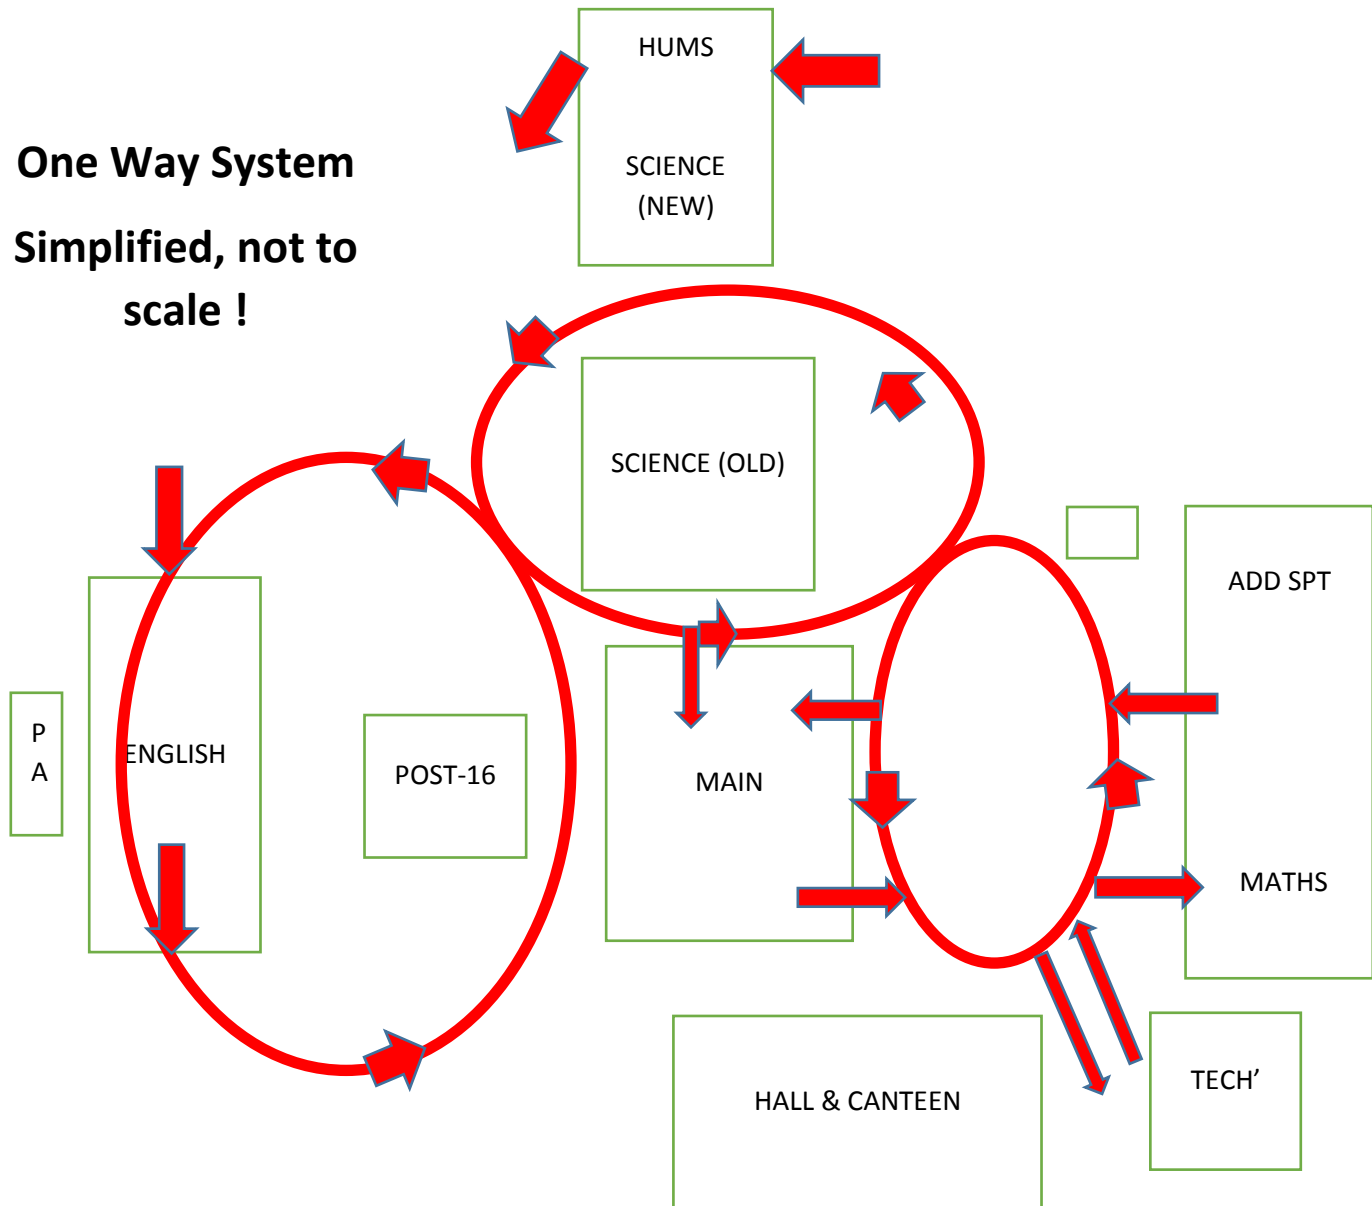 HUMS
One Way System
SCIENCE
(NEW)
Simplified, not to
scale !
SCIENCE (OLD)
ADD SPT
P
A
ENGLISH
POST-16
MAIN
MATHS
HALL & CANTEEN
TECH’